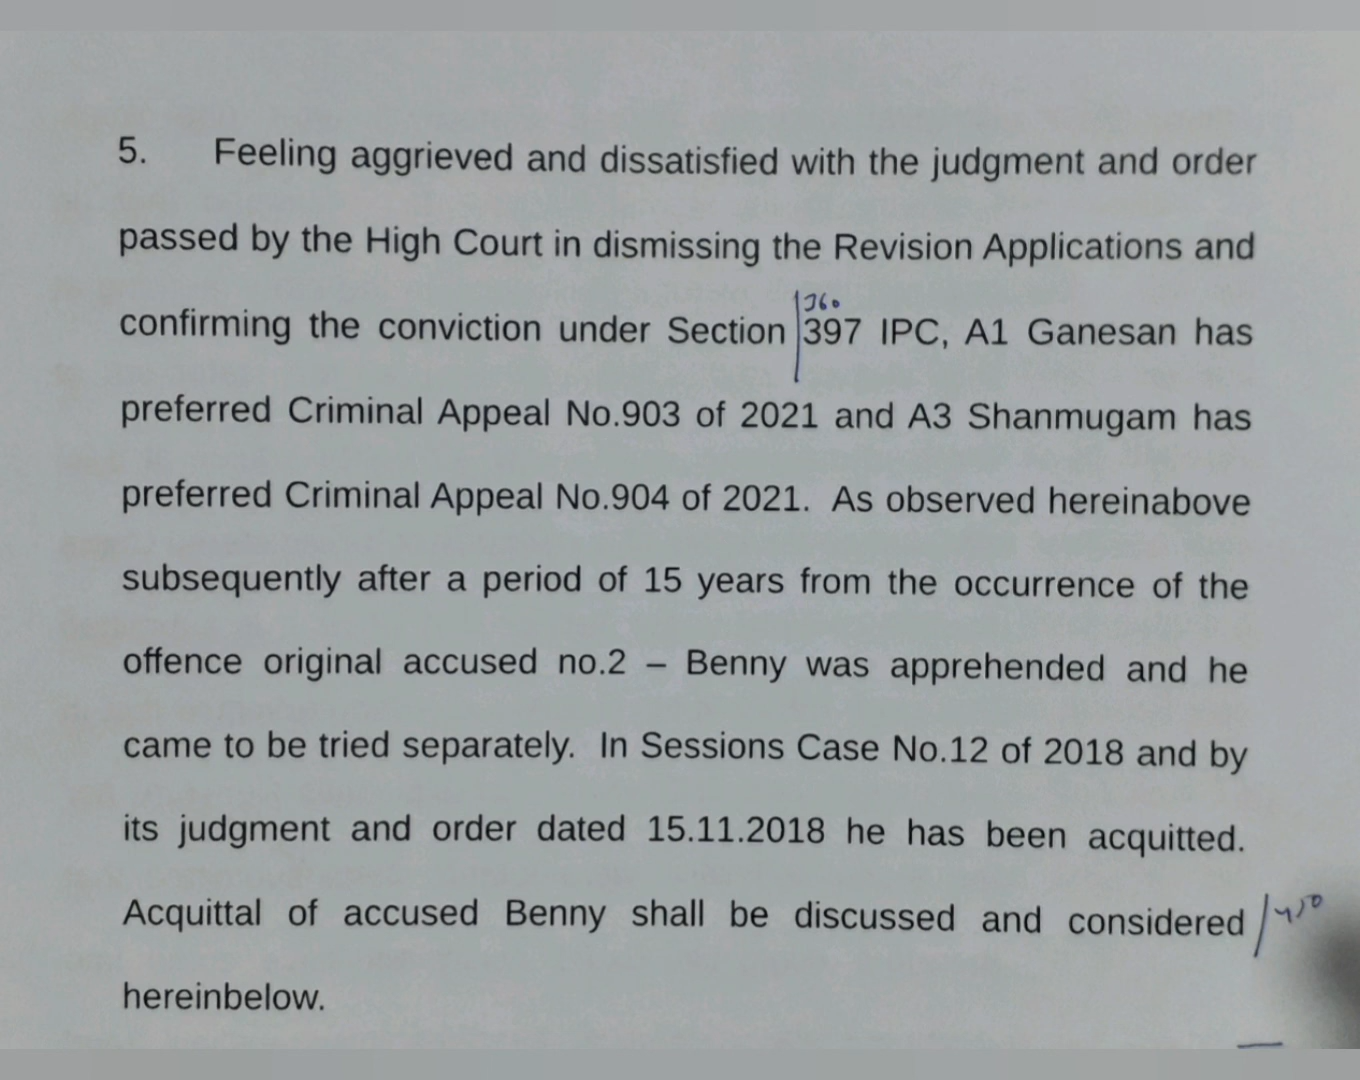 5. Feeling aggrieved and dissatisfied with the judgment and order
passed by the High Court in dismissing the Revision Applications and
360
confirming the conviction under Section 397 IPC, A1 Ganesan has
preferred Criminal Appeal No.903 of 2021 and A3 Shanmugam has
preferred Criminal Appeal No.904 of 2021. As observed hereinabove
subsequently after a period of 15 years from the occurrence of the
offence original accused no.2 – Benny was apprehended and he
came to be tried separately. In Sessions Case No.12 of 2018 and by
its judgment and order dated 15.11.2018 he has been acquitted.
Acquittal of accused Benny shall be discussed and considered
hereinbelow.